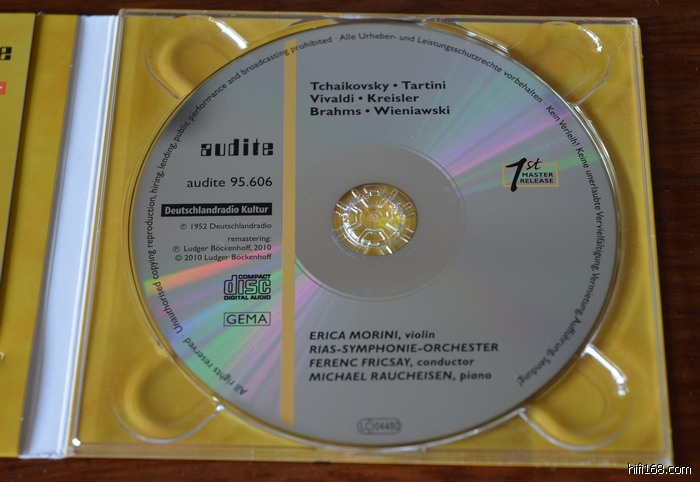 Tchaikovsky • Tartini
Vivaldi • Kreisler
Brahms • Wieniawski
audite
audite 95.606
Deutschlandradio Kultur
℗ 1952 Deutschlandradio
remastering:
℗ Ludger Böckenhoff, 2010
© 2010 Ludger Böckenhoff
COMPACT
disc
DIGITAL AUDIO
GEMA
1st
MASTER
RELEASE
ERICA MORINI, violin
RIAS-SYMPHONIE-ORCHESTER
FERENC FRICSAY, conductor
MICHAEL RAUCHEISEN, piano
LC 04480
All rights reserved · Unauthorised copying reproduction, hiring, lending, public performance and broadcasting prohibited · Alle Urheber- und Leistungsschutzrechte vorbehalten · Kein Verleih! Keine unerlaubte Vervielfältigung, Vermietung, Aufführung, Sendung!
hifi168.com